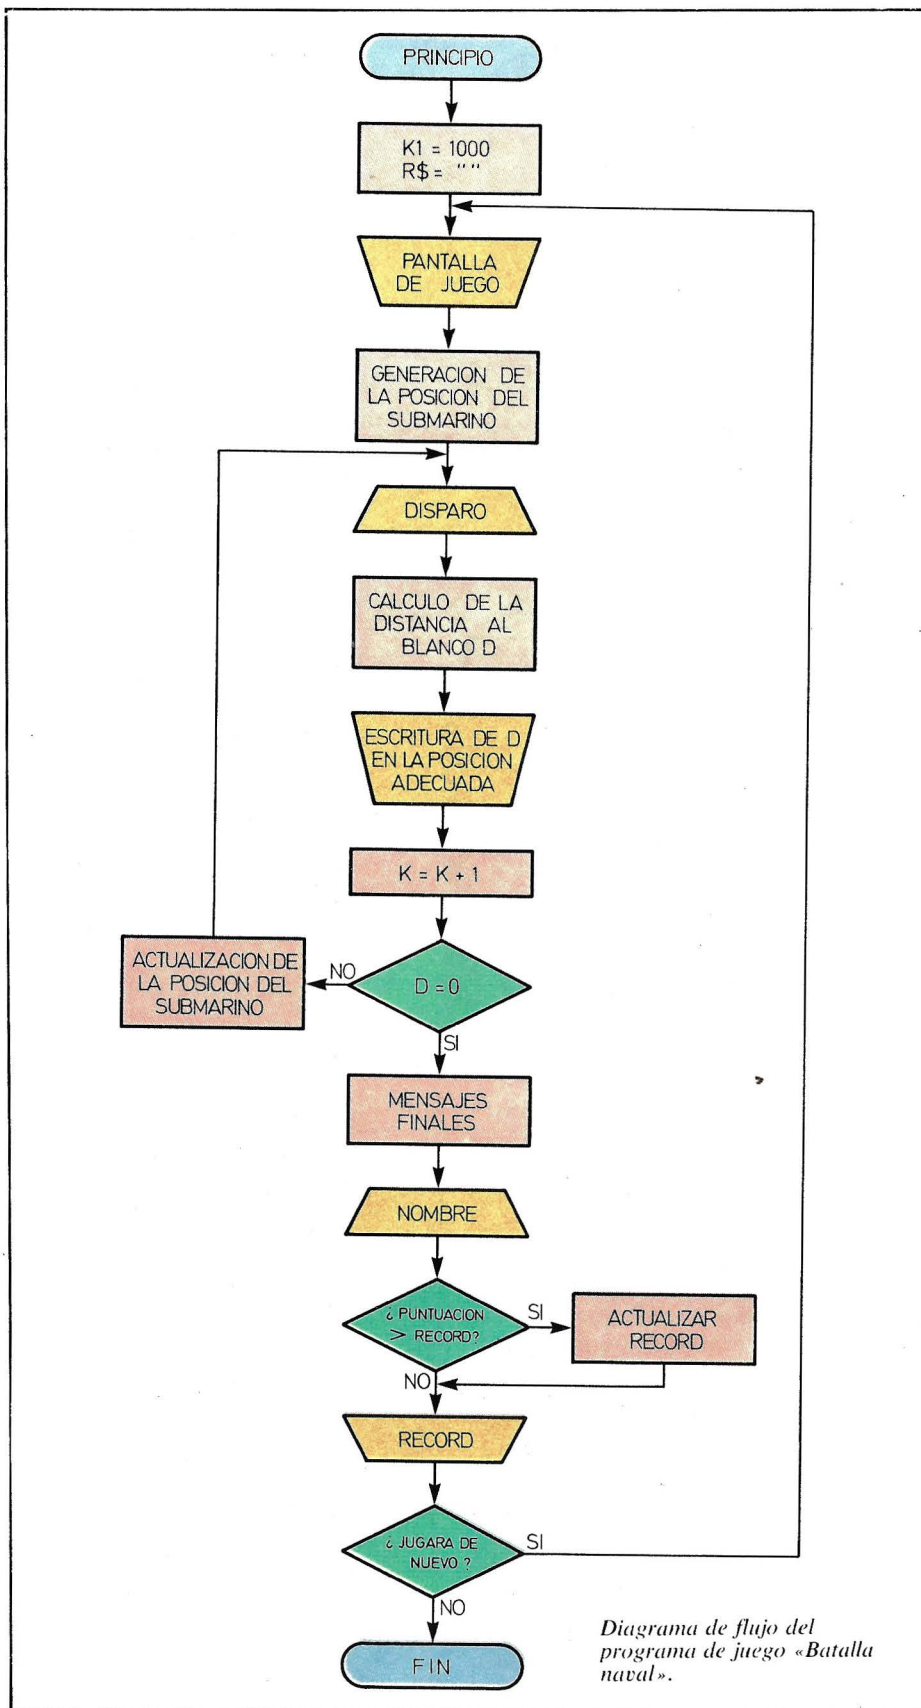 PRINCIPIO
K1 = 1000
R$ = " "
PANTALLA
DE JUEGO
GENERACION DE
LA POSICION DEL
SUBMARINO
DISPARO
CALCULO DE LA
DISTANCIA AL
BLANCO D
ESCRITURA DE D
EN LA POSICION
ADECUADA
K = K + 1
D = 0
NO
ACTUALIZACION DE
LA POSICION DEL
SUBMARINO
SI
MENSAJES
FINALES
NOMBRE
¿ PUNTUACION
> RECORD?
SI
ACTUALIZAR
RECORD
NO
RECORD
¿ JUGARA DE
NUEVO ?
SI
NO
FIN
Diagrama de flujo del
programa de juego «Batalla
naval».